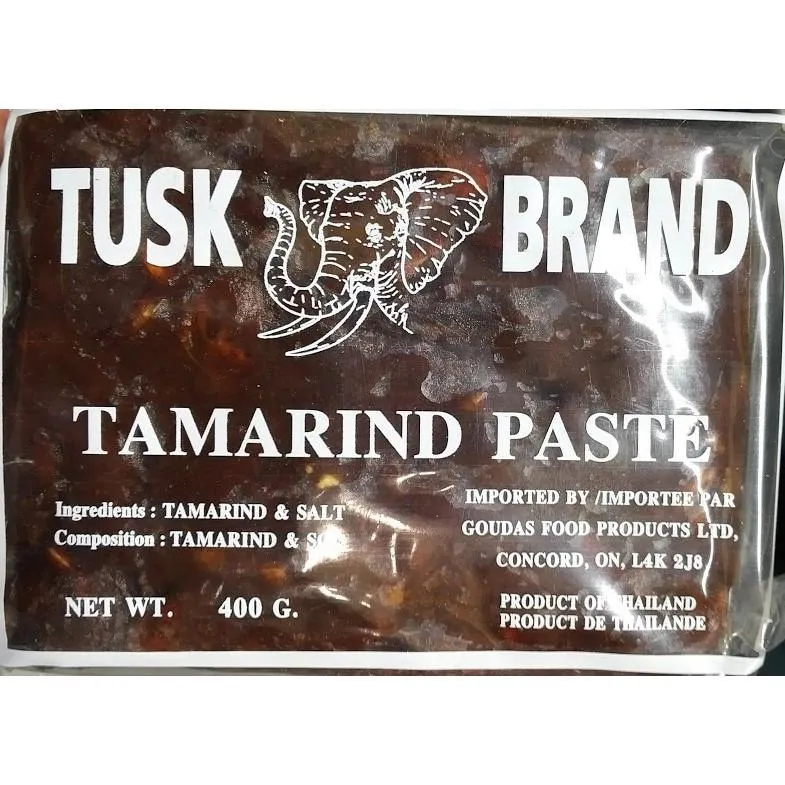 TUSK BRAND
TAMARIND PASTE
Ingredients : TAMARIND & SALT
Composition : TAMARIND &
NET WT. 400 G.
IMPORTED BY /IMPORTEE PAR
GOUDAS FOOD PRODUCTS LTD,
CONCORD, ON, L4K 2J8
PRODUCT OF THAILAND
PRODUCT DE THAILANDE